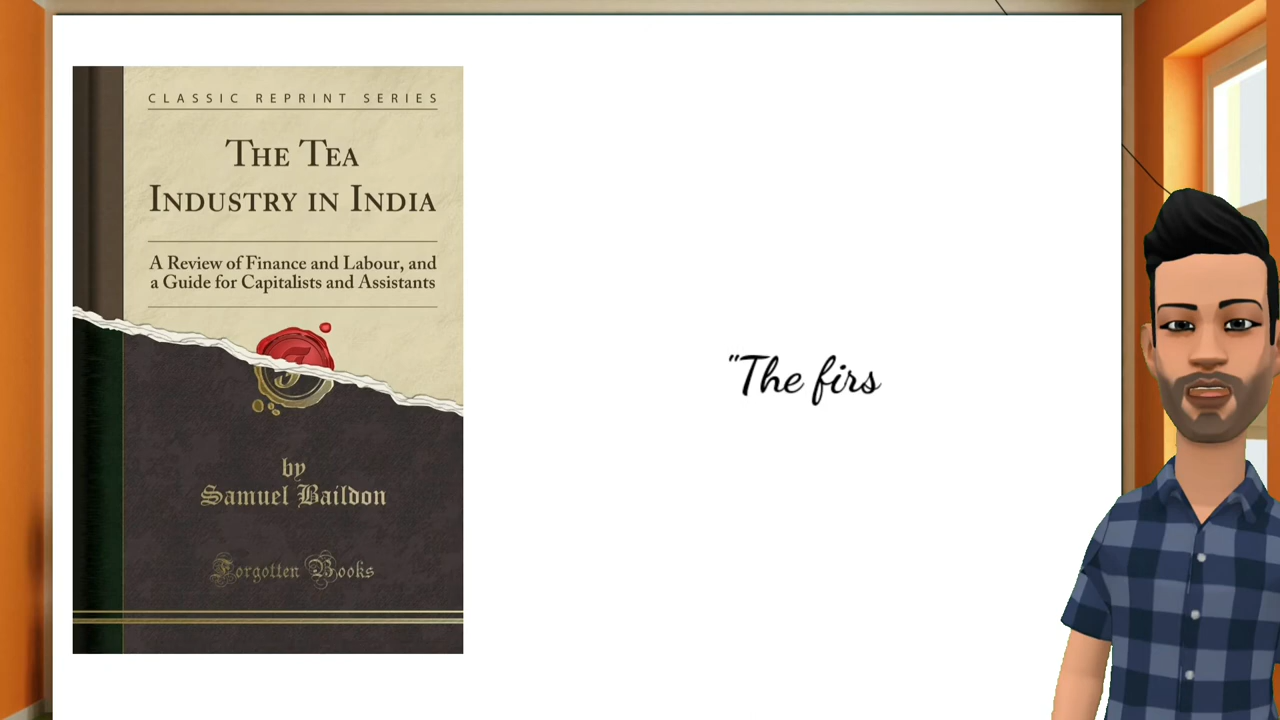 CLASSIC REPRINT SERIES
THE TEA
INDUSTRY IN INDIA
A Review of Finance and Labour, and
a Guide for Capitalists and Assistants
by
Samuel Baildon
Forgotten Books
"The firs